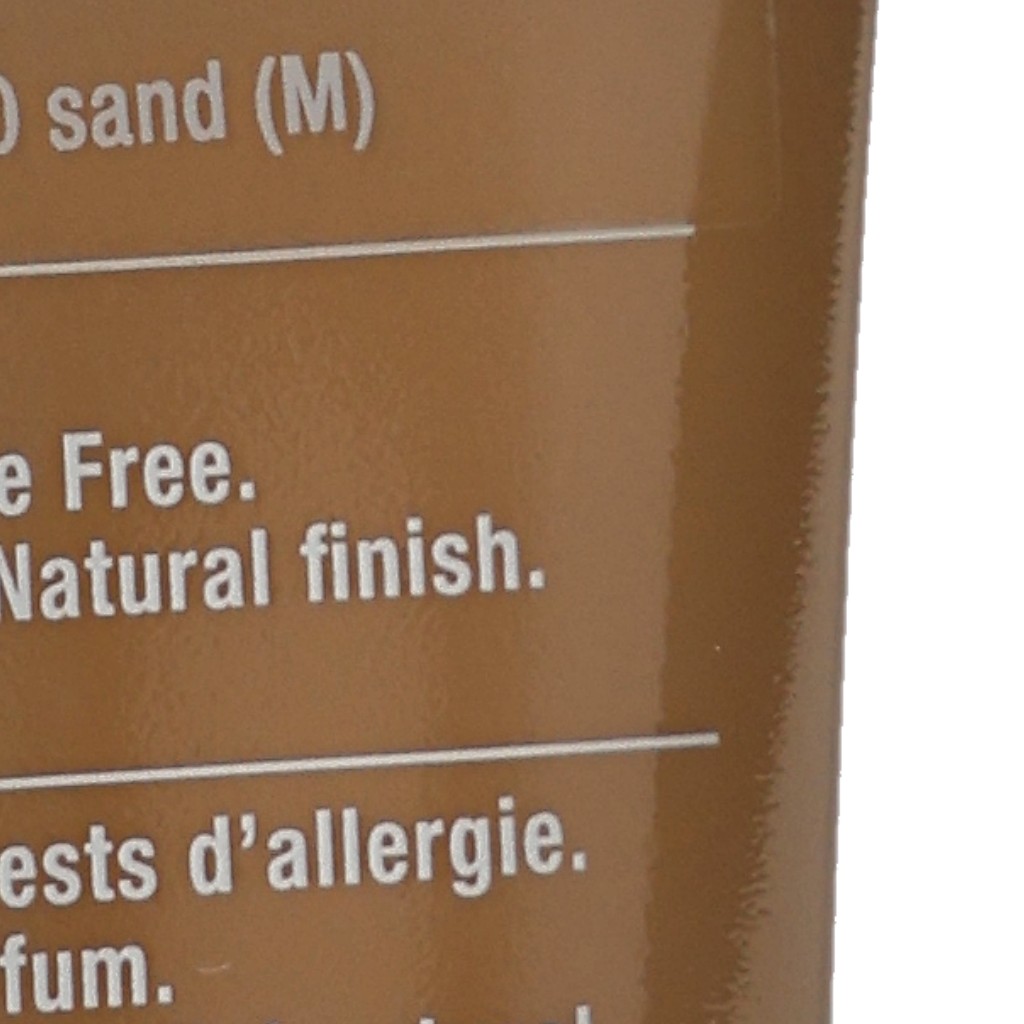 ) sand (M)
e Free.
Natural finish.
ests d’allergie.
fum.